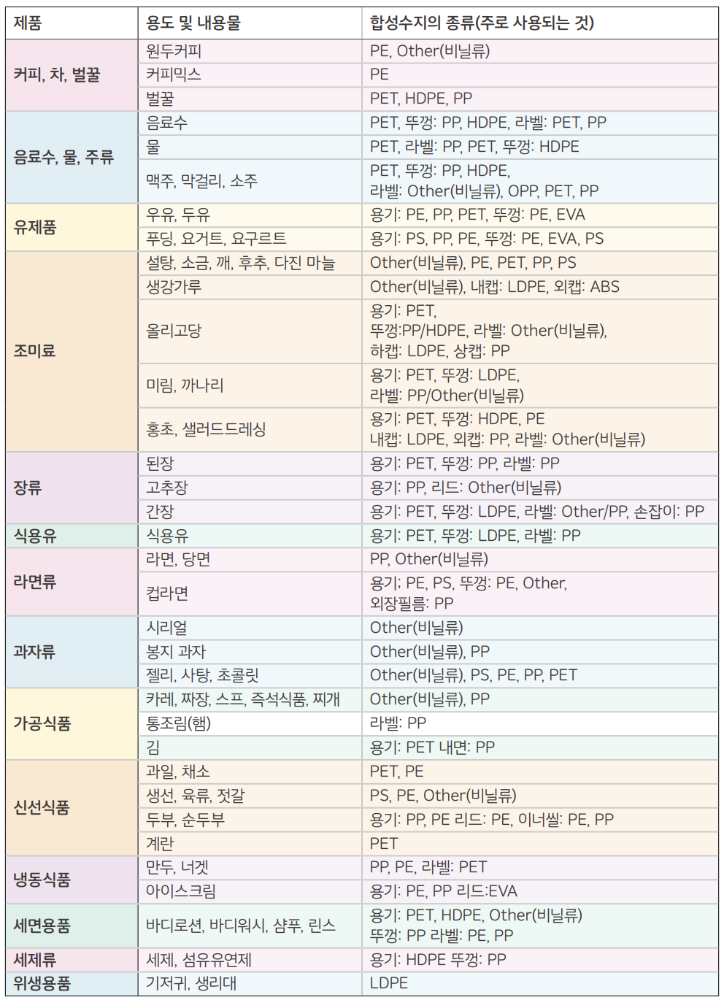 제품 용도 및 내용물 합성수지의 종류(주로 사용되는 것)
커피, 차, 벌꿀
원두커피 PE, Other(비닐류)
커피믹스 PE
벌꿀 PET, HDPE, PP
음료수, 물, 주류
음료수 PET, 뚜껑: PP, HDPE, 라벨: PET, PP
물 PET, 라벨: PP, PET, 뚜껑: HDPE
맥주, 막걸리, 소주 PET, 뚜껑: PP, HDPE,
라벨: Other(비닐류), OPP, PET, PP
유제품
우유, 두유 용기: PE, PP, PET, 뚜껑: PE, EVA
푸딩, 요거트, 요구르트 용기: PS, PP, PE, 뚜껑: PE, EVA, PS
조미료
설탕, 소금, 깨, 후추, 다진 마늘 Other(비닐류), PE, PET, PP, PS
생강가루 Other(비닐류), 내캡: LDPE, 외캡: ABS
올리고당 용기: PET,
뚜껑:PP/HDPE, 라벨: Other(비닐류),
하캡: LDPE, 상캡: PP
미림, 까나리 용기: PET, 뚜껑: LDPE,
라벨: PP/Other(비닐류)
홍초, 샐러드드레싱 용기: PET, 뚜껑: HDPE, PE
내캡: LDPE, 외캡: PP, 라벨: Other(비닐류)
장류
된장 용기: PET, 뚜껑: PP, 라벨: PP
고추장 용기: PP, 리드: Other(비닐류)
간장 용기: PET, 뚜껑: LDPE, 라벨: Other/PP, 손잡이: PP
식용유 식용유 용기: PET, 뚜껑: LDPE, 라벨: PP
라면류
라면, 당면 PP, Other(비닐류)
컵라면 용기; PE, PS, 뚜껑: PE, Other,
외장필름: PP
과자류
시리얼 Other(비닐류)
봉지 과자 Other(비닐류), PP
젤리, 사탕, 초콜릿 Other(비닐류), PS, PE, PP, PET
가공식품
카레, 짜장, 스프, 즉석식품, 찌개 Other(비닐류), PP
통조림(햄) 라벨: PP
김 용기: PET 내면: PP
신선식품
과일, 채소 PET, PE
생선, 육류, 젓갈 PS, PE, Other(비닐류)
두부, 순두부 용기: PP, PE 리드: PE, 이너씰: PE, PP
계란 PET
냉동식품
만두, 너겟 PP, PE, 라벨: PET
아이스크림 용기: PE, PP 리드:EVA
세면용품
바디로션, 바디워시, 샴푸, 린스 용기: PET, HDPE, Other(비닐류)
뚜껑: PP 라벨: PE, PP
세제류 세제, 섬유유연제 용기: HDPE 뚜껑: PP
위생용품 기저귀, 생리대 LDPE